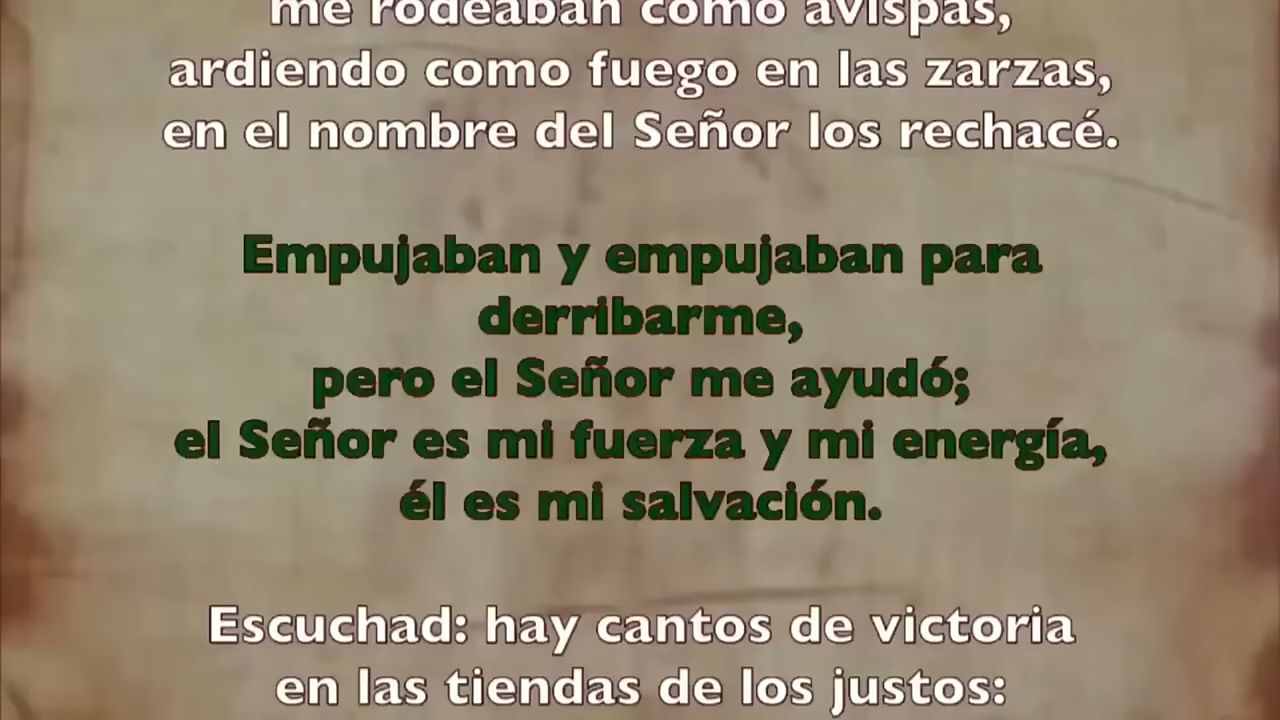 me rodeaban como avispas,
ardiendo como fuego en las zarzas,
en el nombre del Señor los rechacé.
Empujaban y empujaban para
derribarme,
pero el Señor me ayudó;
el Señor es mi fuerza y mi energía,
él es mi salvación.
Escuchad: hay cantos de victoria
en las tiendas de los justos: